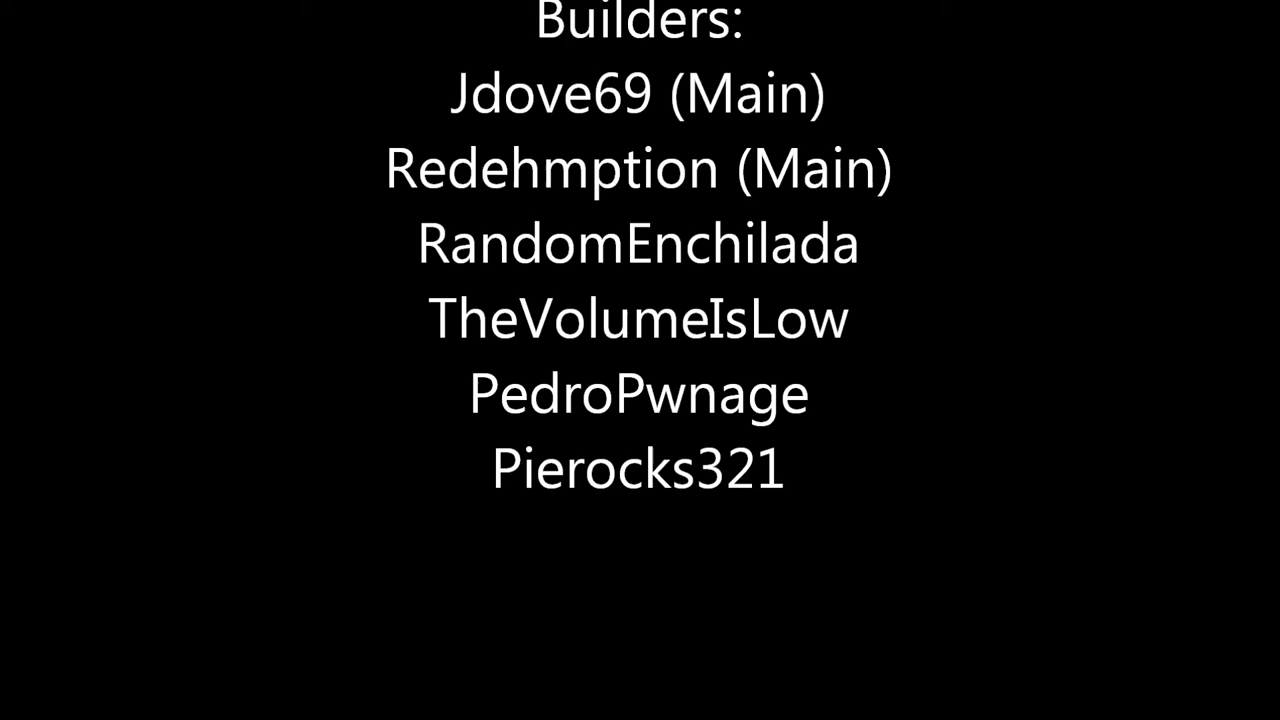 Builders:
Jdove69 (Main)
Redehmption (Main)
RandomEnchilada
TheVolumeIsLow
PedroPwnage
Pierocks321